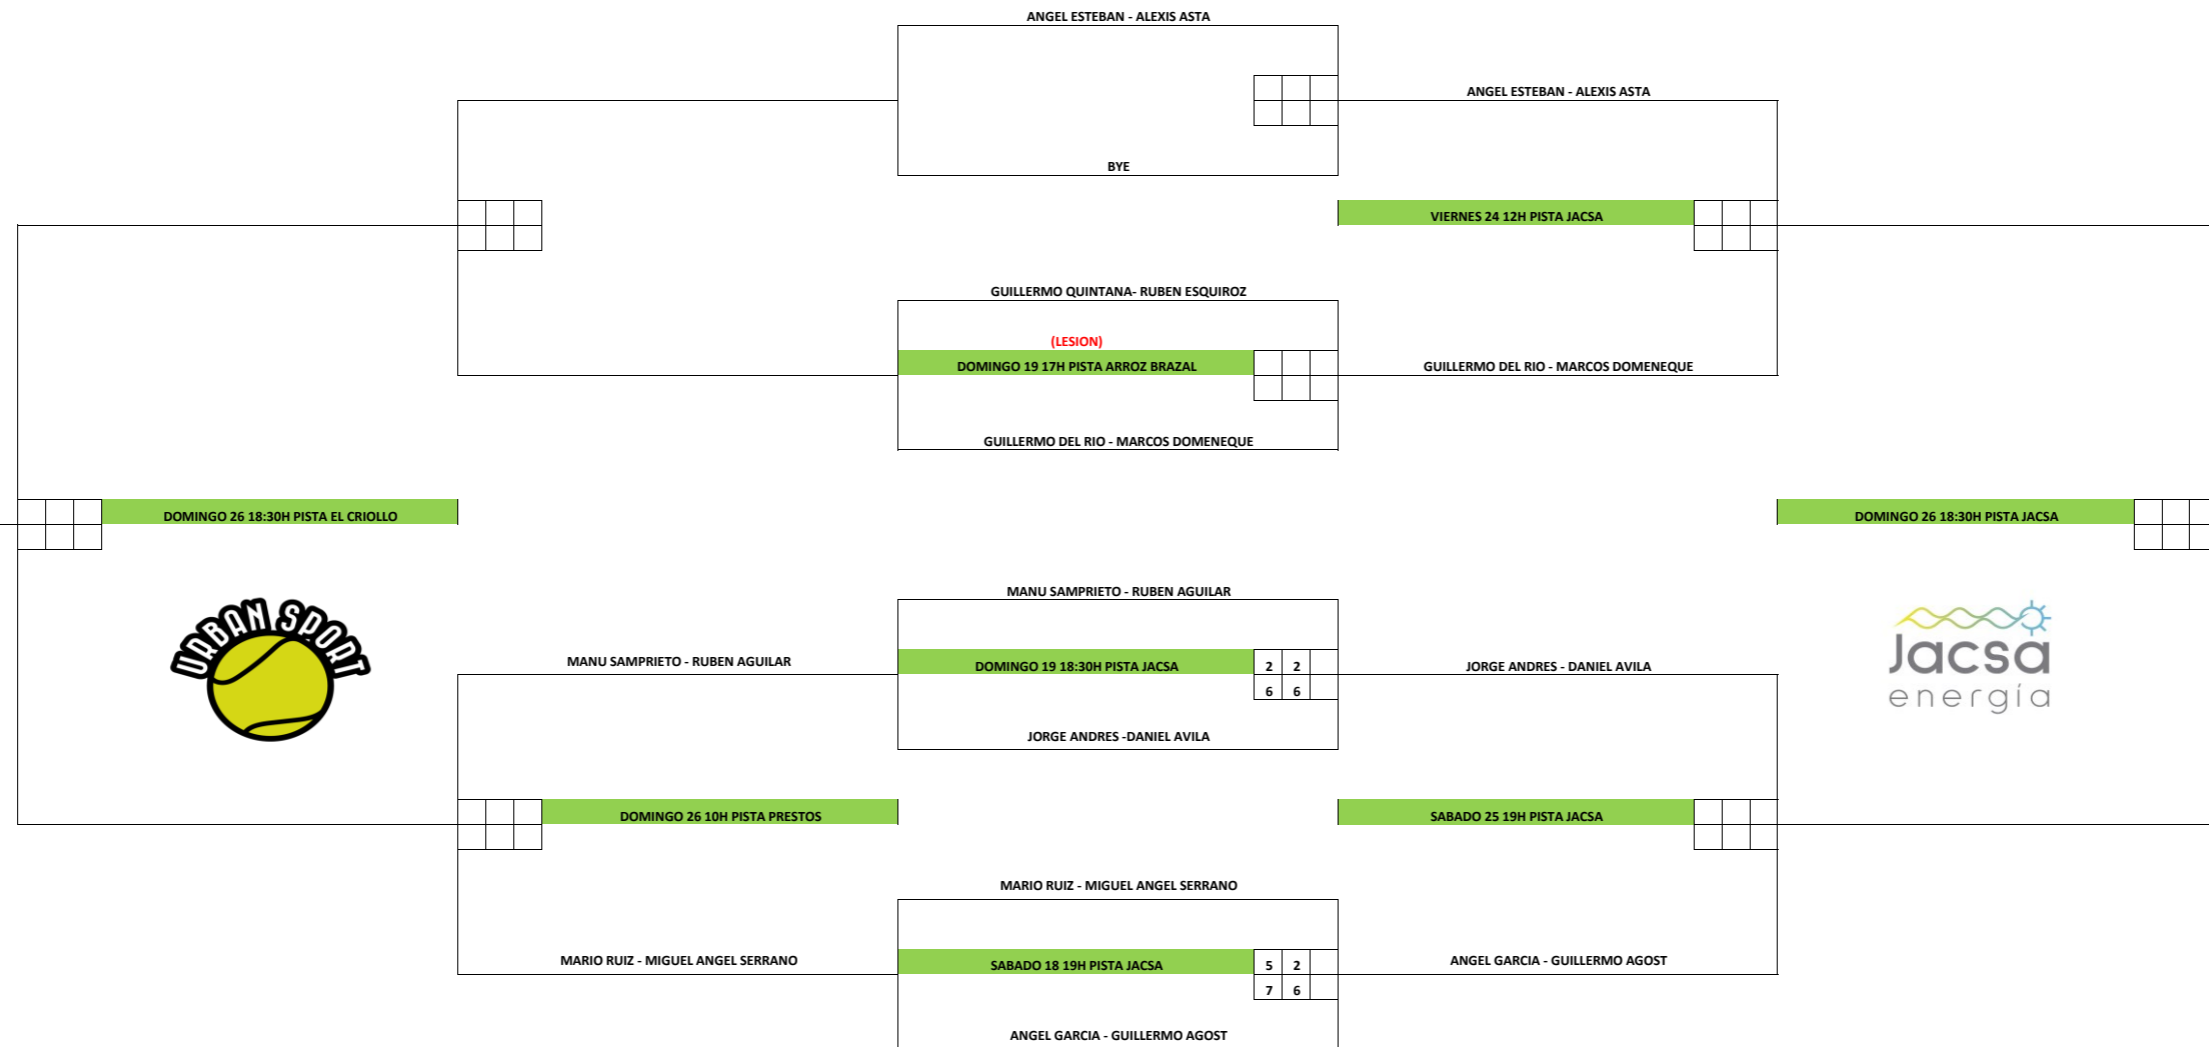 ANGEL ESTEBAN - ALEXIS ASTA
ANGEL ESTEBAN - ALEXIS ASTA
BYE
VIERNES 24 12H PISTA JACSA
GUILLERMO QUINTANA- RUBEN ESQUIROZ
(LESION)
DOMINGO 19 17H PISTA ARROZ BRAZAL
GUILLERMO DEL RIO - MARCOS DOMENEQUE
GUILLERMO DEL RIO - MARCOS DOMENEQUE
DOMINGO 26 18:30H PISTA EL CRIOLLO
DOMINGO 26 18:30H PISTA JACSA
MANU SAMPRIETO - RUBEN AGUILAR
URBAN SPORT
MANU SAMPRIETO - RUBEN AGUILAR
DOMINGO 19 18:30H PISTA JACSA
2 2
6 6
JORGE ANDRES - DANIEL AVILA
Jacsa
energía
JORGE ANDRES -DANIEL AVILA
DOMINGO 26 10H PISTA PRESTOS
SABADO 25 19H PISTA JACSA
MARIO RUIZ - MIGUEL ANGEL SERRANO
MARIO RUIZ - MIGUEL ANGEL SERRANO
SABADO 18 19H PISTA JACSA
5 2
7 6
ANGEL GARCIA - GUILLERMO AGOST
ANGEL GARCIA - GUILLERMO AGOST